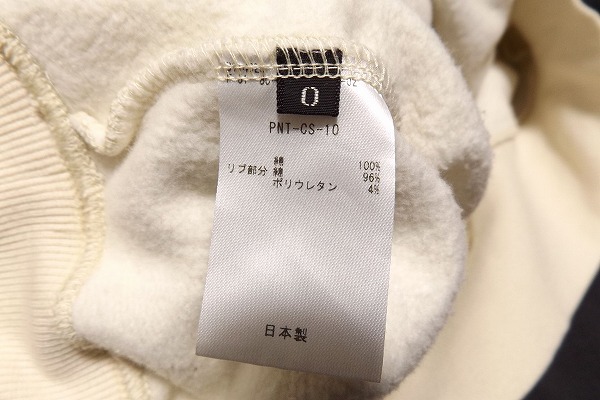 0
PNT-CS-10
綿 100%
リブ部分 綿 96%
ポリウレタン 4%
日本製